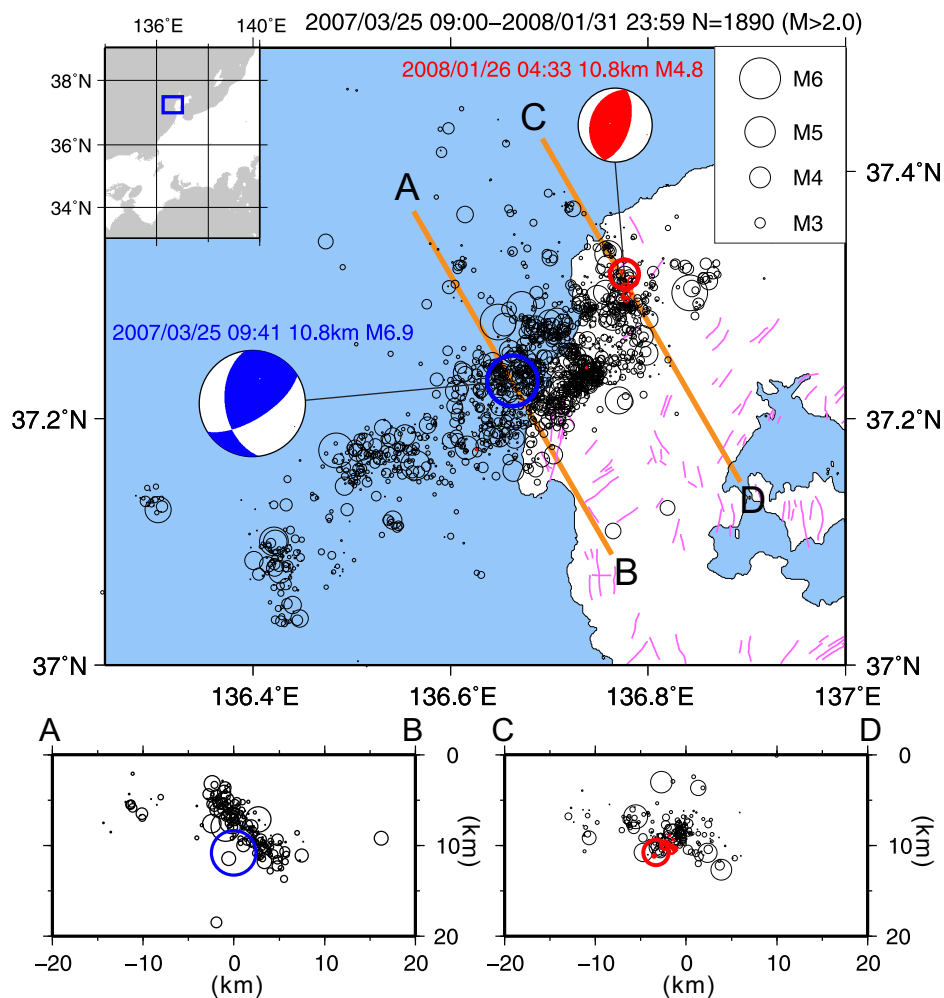 2007/03/25 09:00−2008/01/31 23:59 N=1890 (M>2.0)
136˚E 140˚E
38˚N
36˚N
34˚N
2008/01/26 04:33 10.8km M4.8
M6
M5
M4
M3
C
A
37.4˚N
2007/03/25 09:41 10.8km M6.9
37.2˚N 37.2˚N
D
B
37˚N 37˚N
136.4˚E 136.6˚E 136.8˚E 137˚E
A B C D
0 0
10 10
20 20
(km) (km)
−20 −10 0 10 20 −20 −10 0 10 20
(km) (km)